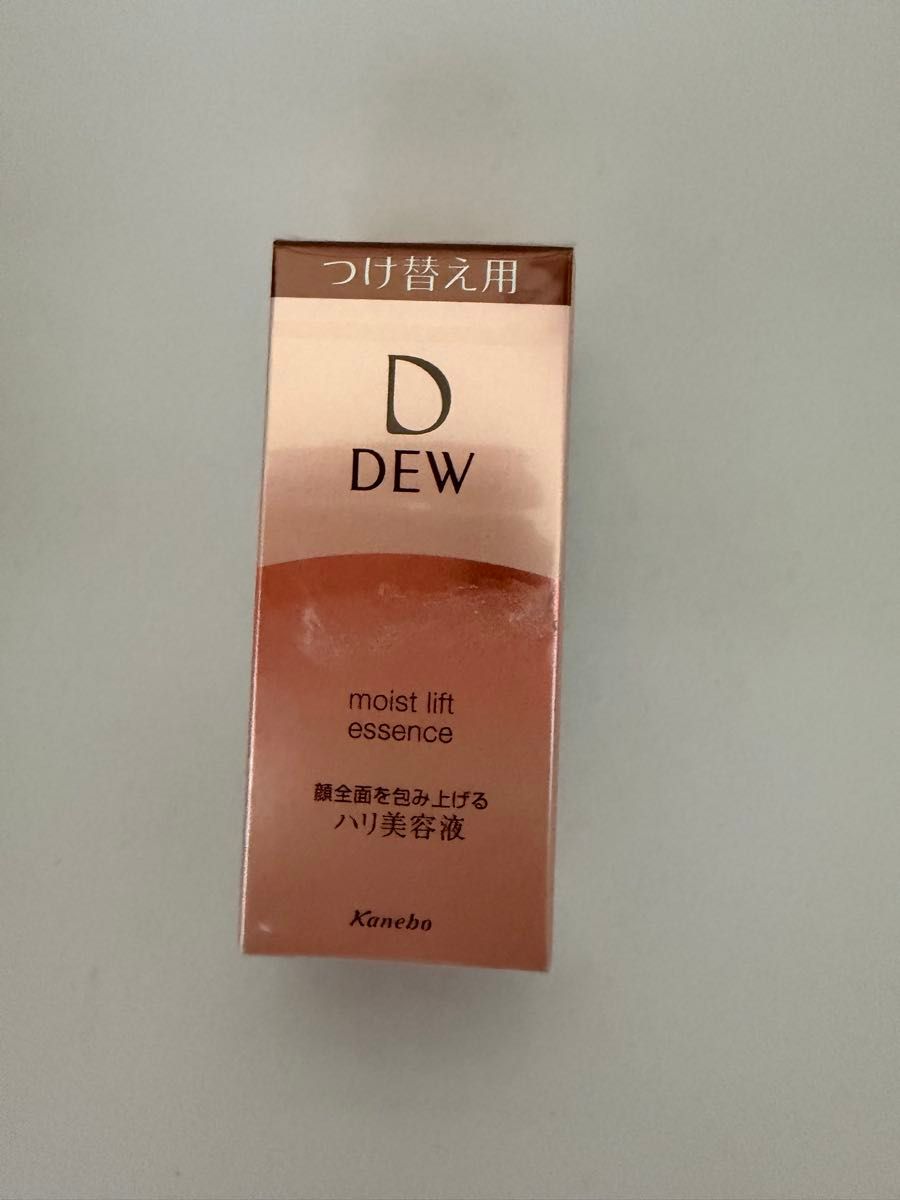 つけ替え用
D
DEW
moist lift
essence
顔全面を包み上げる
ハリ美容液
Kanebo